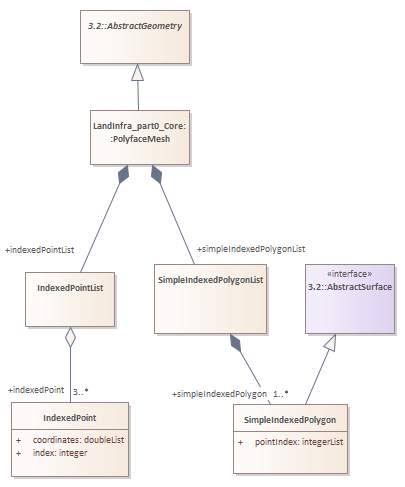 3.2::AbstractGeometry
LandInfra_part0_Core:
:PolyfaceMesh
+indexedPointList
+simpleIndexedPolygonList
IndexedPointList
SimpleIndexedPolygonList
«interface»
3.2::AbstractSurface
+indexedPoint
3..*
+simpleIndexedPolygon
1..*
IndexedPoint
+ coordinates: doubleList
+ index: integer
SimpleIndexedPolygon
+ pointIndex: integerList